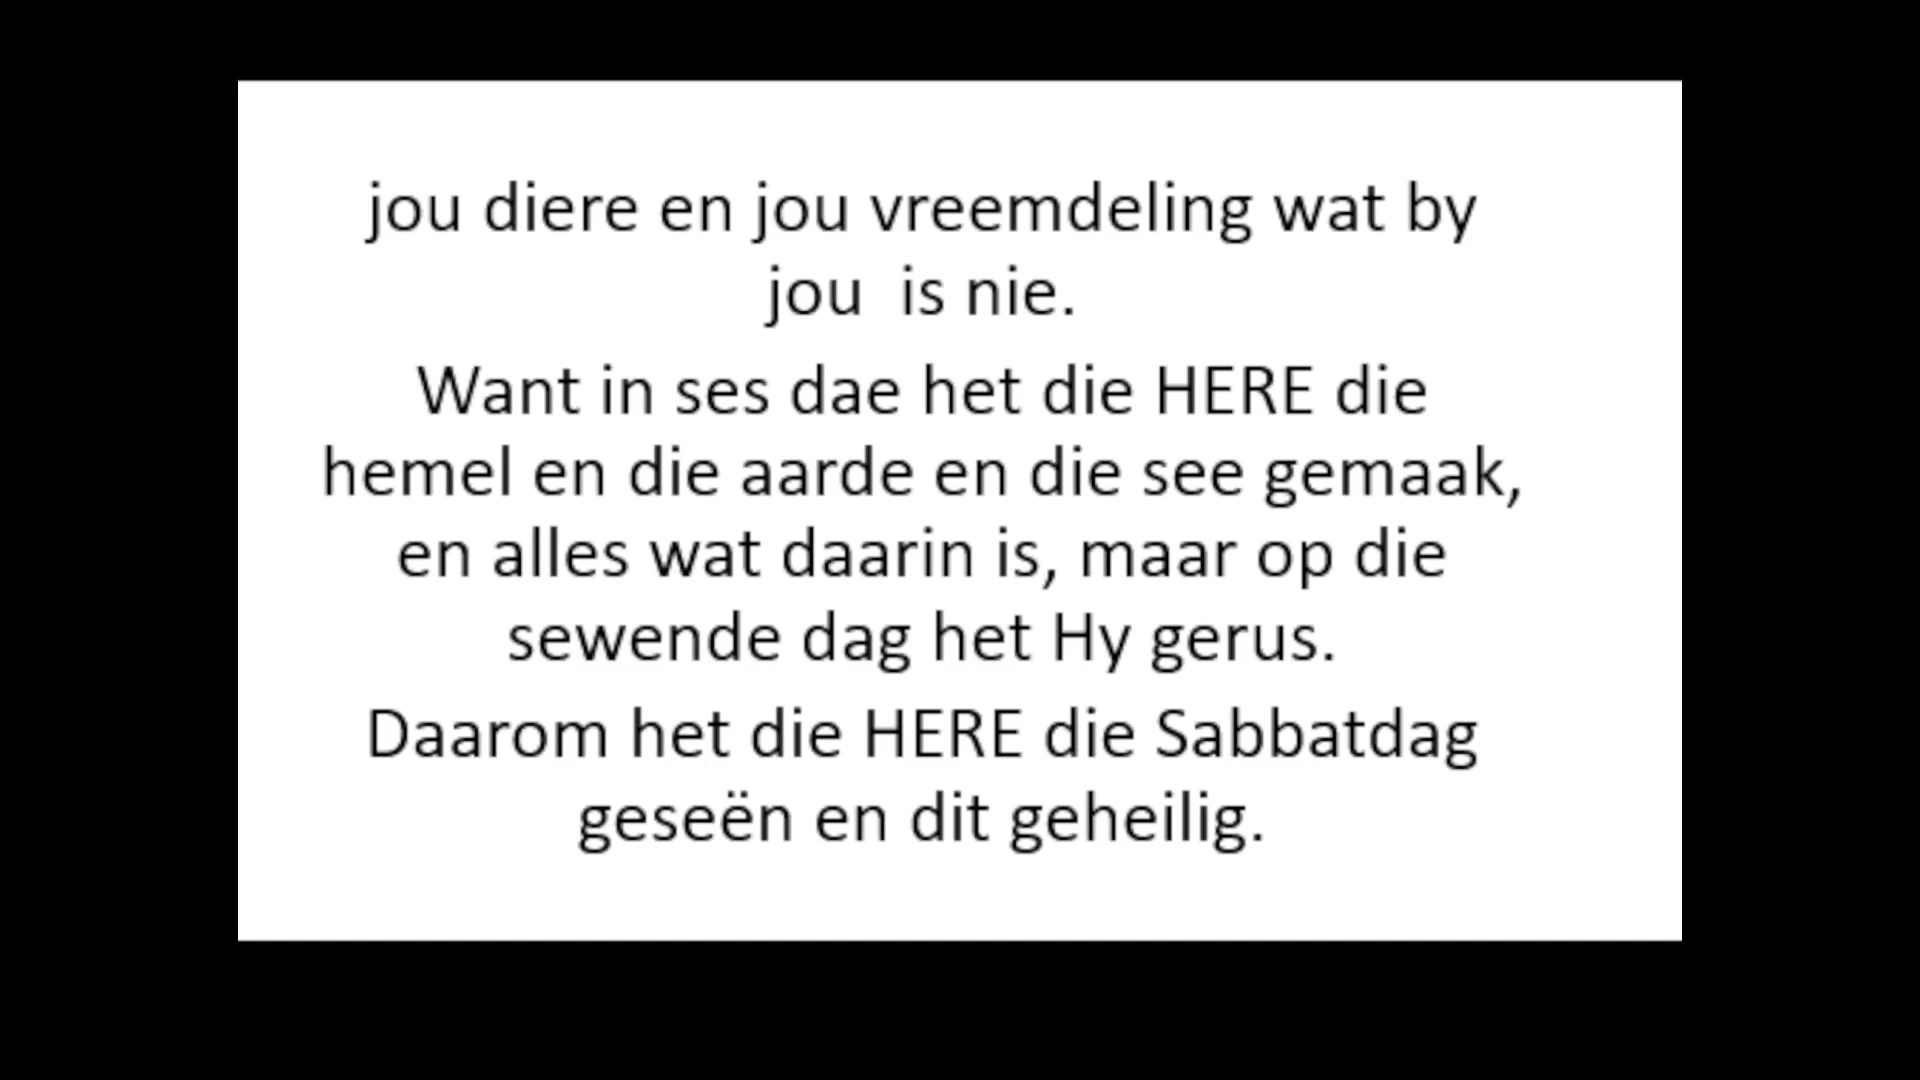 jou diere en jou vreemdeling wat by
jou  is nie.
Want in ses dae het die HERE die
hemel en die aarde en die see gemaak,
en alles wat daarin is, maar op die
sewende dag het Hy gerus.
Daarom het die HERE die Sabbatdag
geseën en dit geheilig.